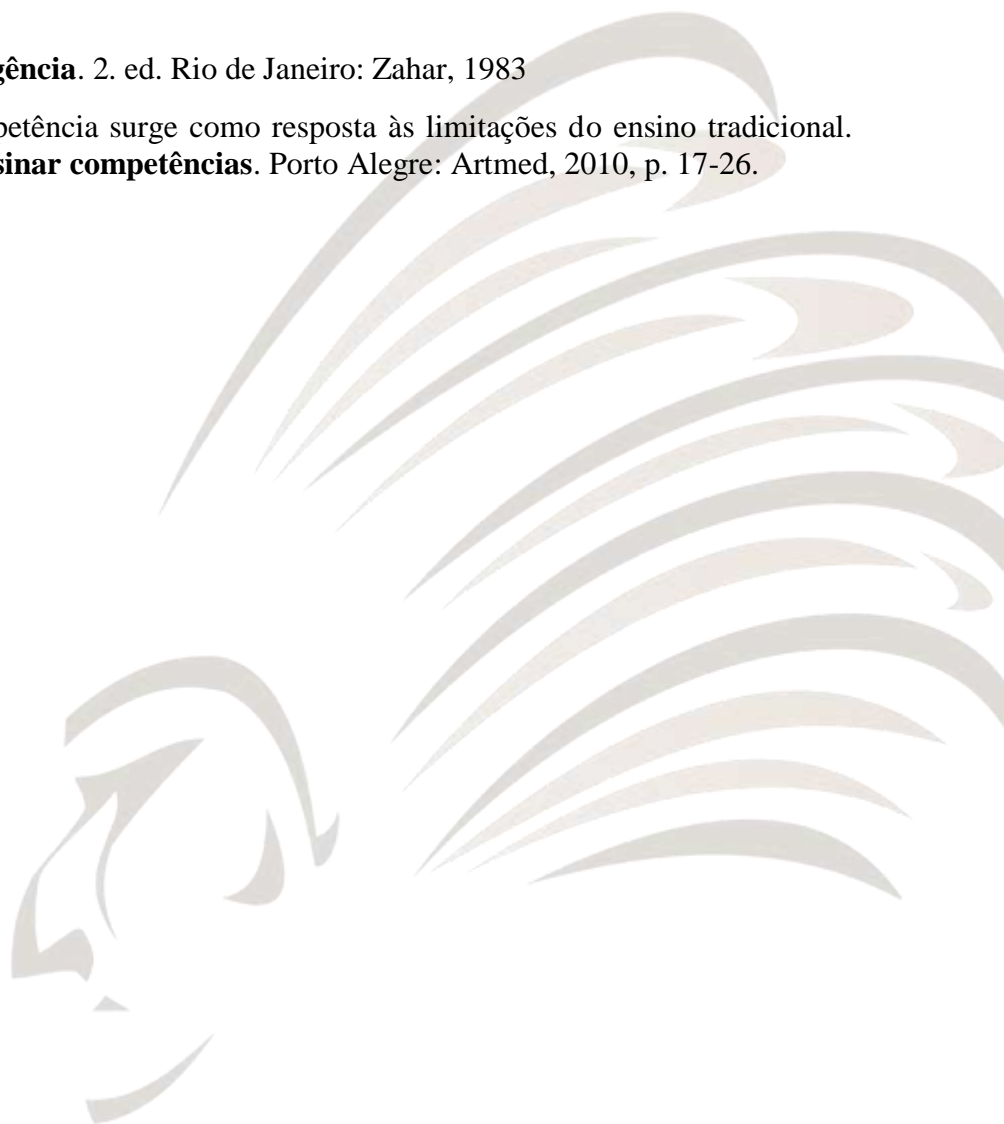 gência. 2. ed. Rio de Janeiro: Zahar, 1983
petência surge como resposta às limitações do ensino tradicional.
sinar competências. Porto Alegre: Artmed, 2010, p. 17-26.